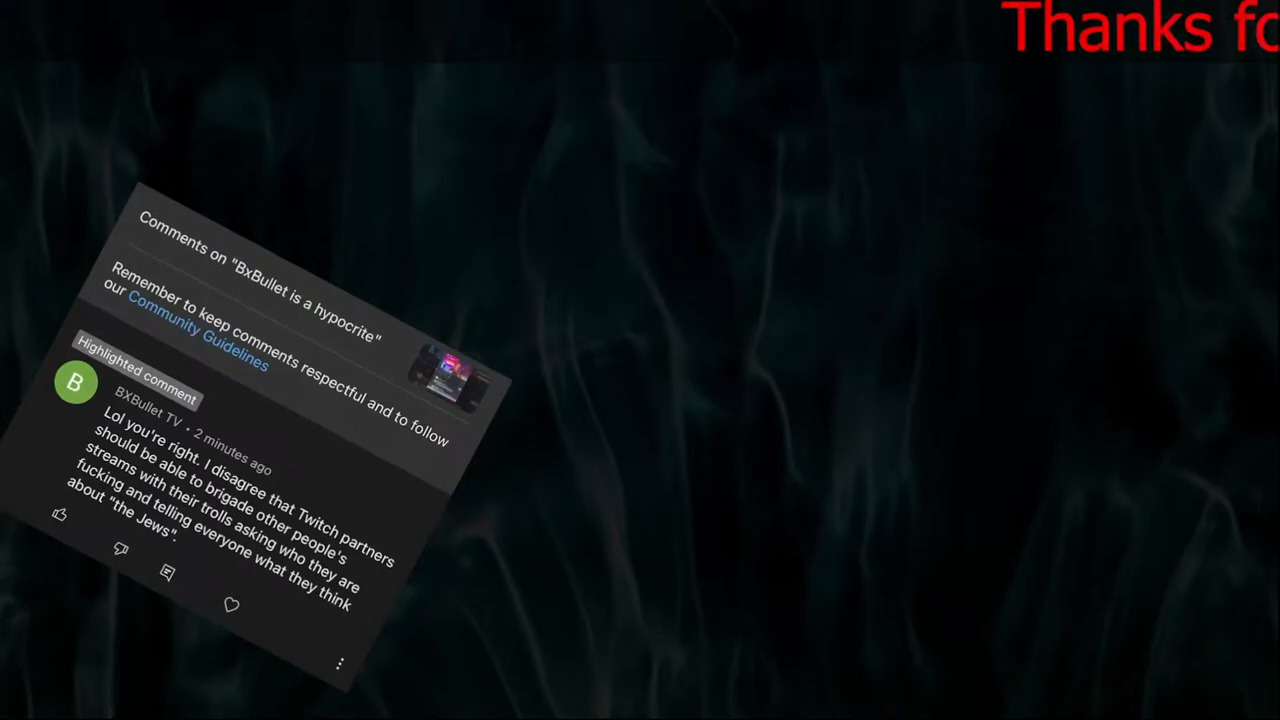 Thanks fo
Comments on "BxBullet is a hypocrite"
Remember to keep comments respectful and to follow
our Community Guidelines
Highlighted comment
B
BXBullet TV • 2 minutes ago
Lol you're right. I disagree that Twitch partners
should be able to brigade other people's
streams with their trolls asking who they are
fucking and telling everyone what they think
about "the Jews".